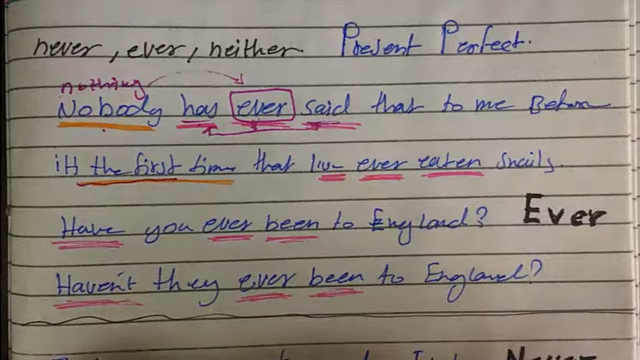 never, ever, neither Present Perfect.
nothing
Nobody has ever said that to me Before
it's the first time that I've ever eaten snails.
Have you ever been to England? Ever
Haven't they ever been to England?
Never